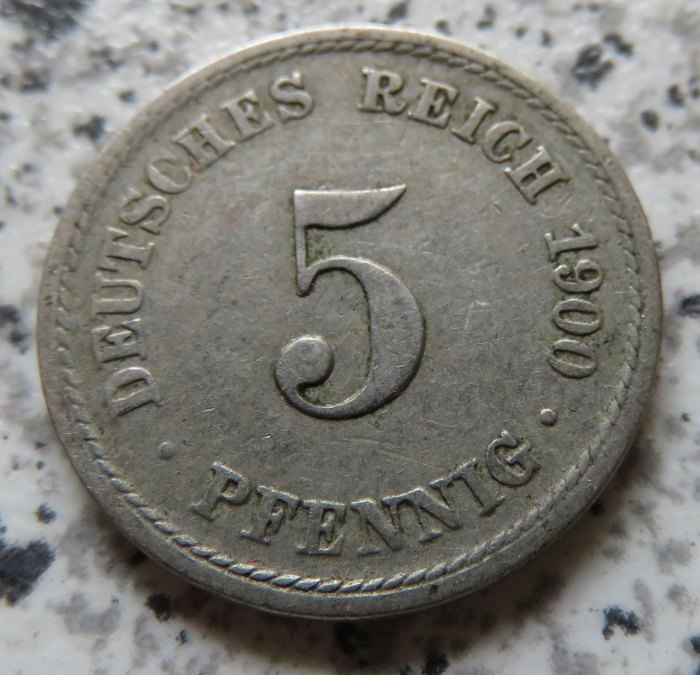 DEUTSCHES REICH 1900
5
· PFENNIG ·